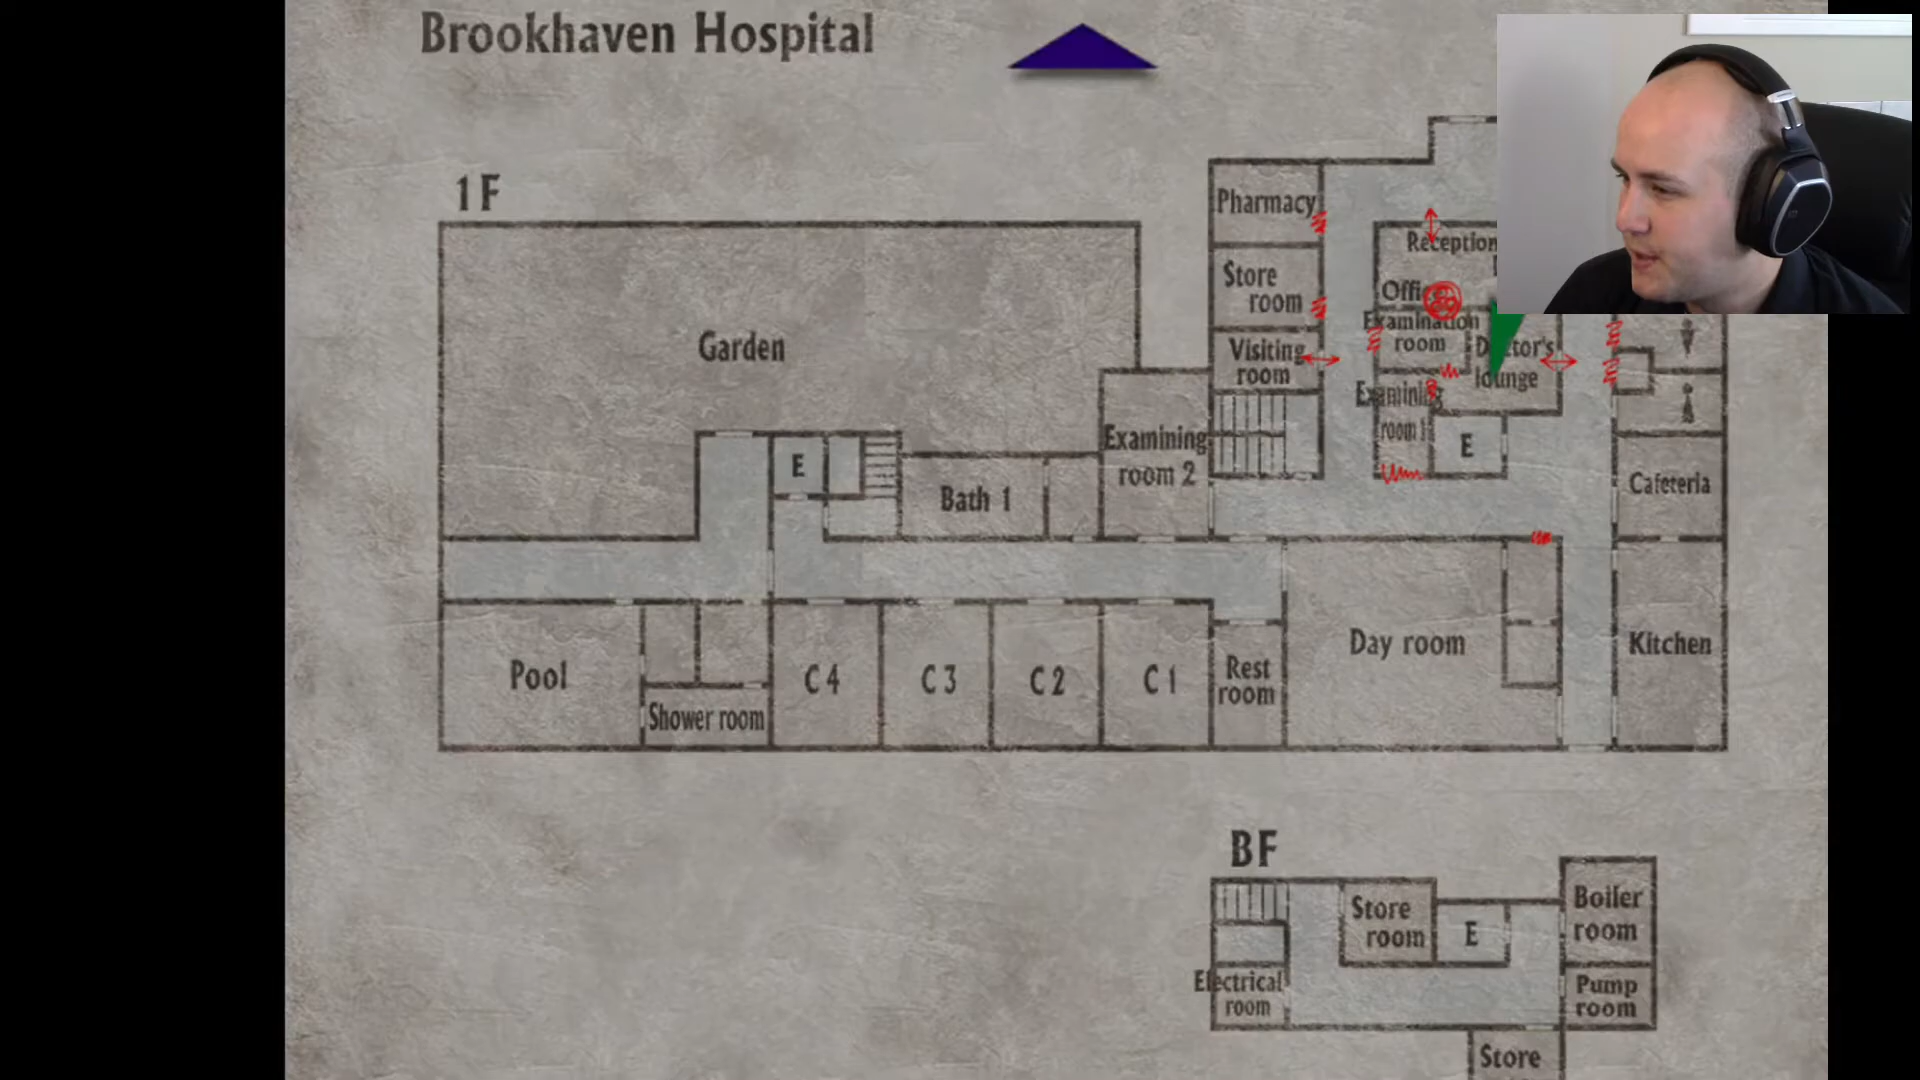 Brookhaven Hospital
1F
Pharmacy
Reception
Store
room
Office
Examination
room
Garden
Visiting
room
Doctor's
lounge
Examining
room 1
E
Examining
room 2
E
Bath 1
Cafeteria
Pool
Shower room
C4
C3
C2
C1
Rest
room
Day room
Kitchen
BF
Store
room
E
Boiler
room
Electrical
room
Pump
room
Store